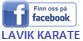 Finn oss på
facebook
LAVIK KARATE